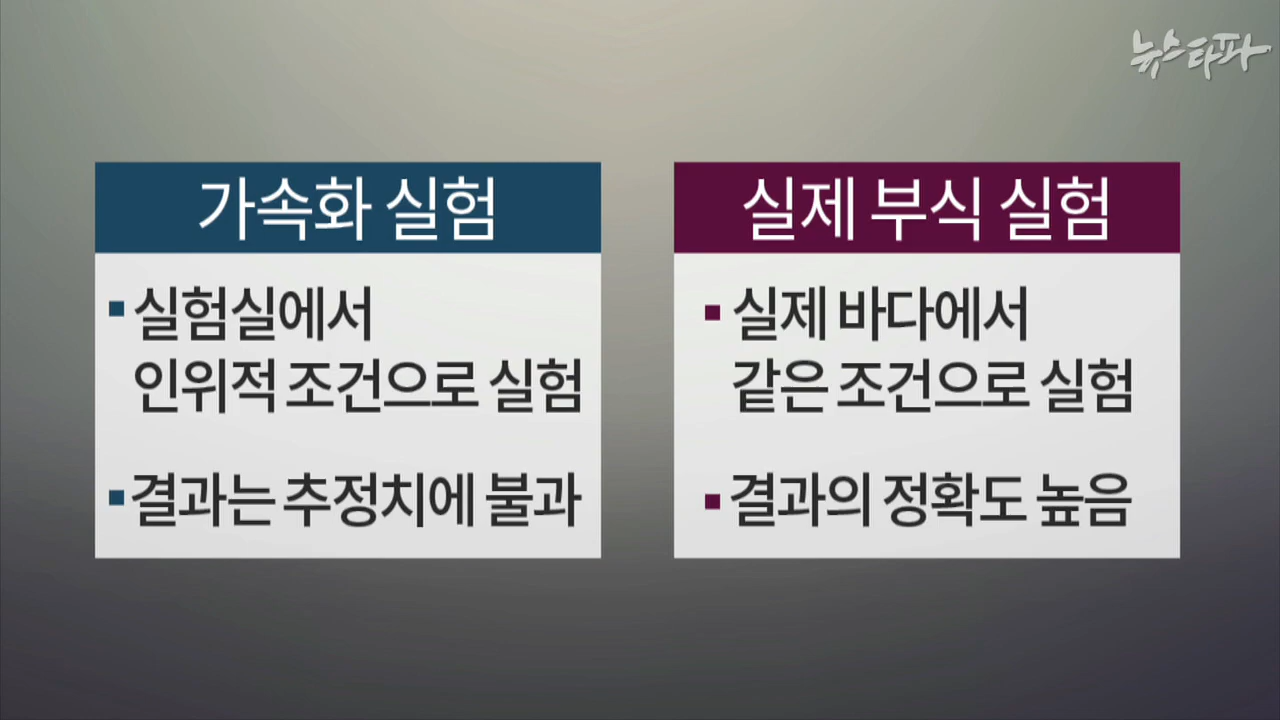 뉴스타파
가속화 실험
▪실험실에서
인위적 조건으로 실험
▪결과는 추정치에 불과
실제 부식 실험
▪실제 바다에서
같은 조건으로 실험
▪결과의 정확도 높음